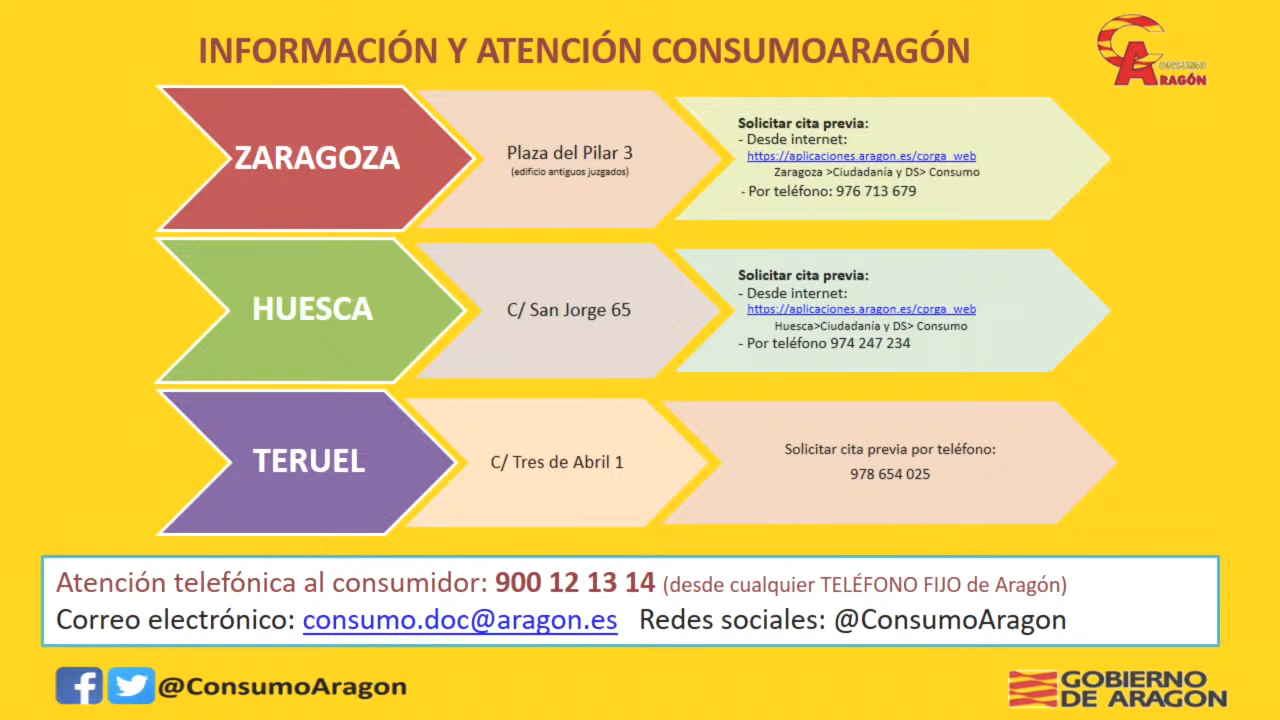 INFORMACIÓN Y ATENCIÓN CONSUMOARAGÓN
CONSUMO
ARAGÓN
ZARAGOZA
Plaza del Pilar 3
(edificio antiguos juzgados)
Solicitar cita previa:
- Desde internet:
https://aplicaciones.aragon.es/cprga_web
Zaragoza >Ciudadanía y DS> Consumo
- Por teléfono: 976 713 679
HUESCA
C/ San Jorge 65
Solicitar cita previa:
- Desde internet:
https://aplicaciones.aragon.es/cprga_web
Huesca>Ciudadanía y DS> Consumo
- Por teléfono 974 247 234
TERUEL
C/ Tres de Abril 1
Solicitar cita previa por teléfono:
978 654 025
Atención telefónica al consumidor: 900 12 13 14 (desde cualquier TELÉFONO FIJO de Aragón)
Correo electrónico: consumo.doc@aragon.es Redes sociales: @ConsumoAragon
@ConsumoAragon
GOBIERNO
DE ARAGON